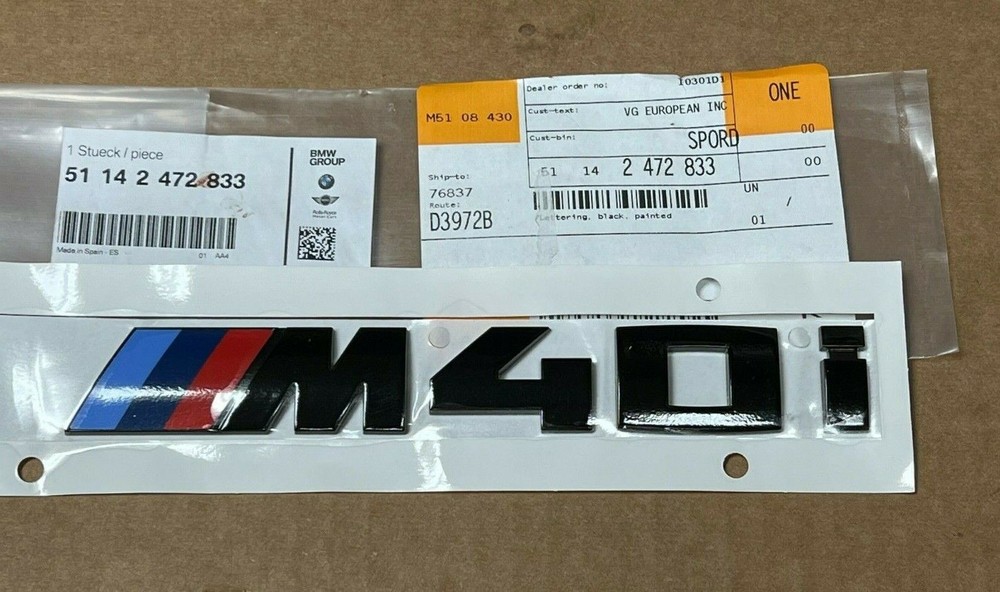 1 Stueck / piece
51 14 2 472 833
Made in Spain - ES 01 AA4
BMW
GROUP
M51 08 430
Ship-to:
76837
Route:
D3972B
Dealer order no: I0301D1
Cust-text: VG EUROPEAN INC
Cust-bin: SPORD
51 14 2 472 833
Lettering, black, painted
ONE
00
00
UN /
01
M40i